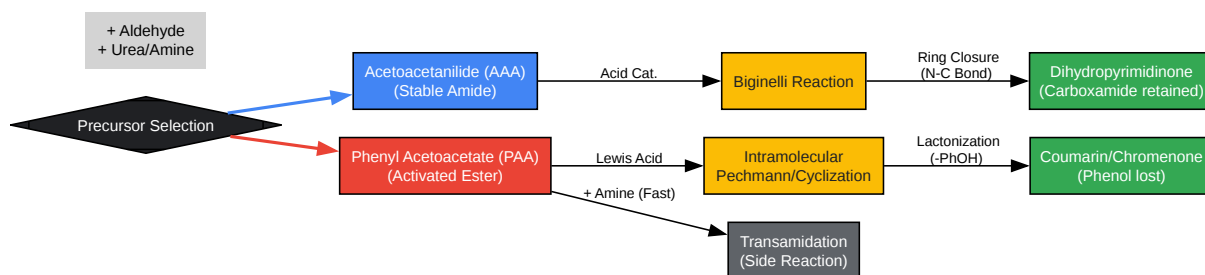 + Aldehyde
+ Urea/Amine
Precursor Selection
Acetoacetanilide (AAA)
(Stable Amide)
Acid Cat.
Biginelli Reaction
Ring Closure
(N-C Bond)
Dihydropyrimidinone
(Carboxamide retained)
Phenyl Acetoacetate (PAA)
(Activated Ester)
Lewis Acid
Intramolecular
Pechmann/Cyclization
Lactonization
(-PhOH)
Coumarin/Chromenone
(Phenol lost)
+ Amine (Fast)
Transamidation
(Side Reaction)